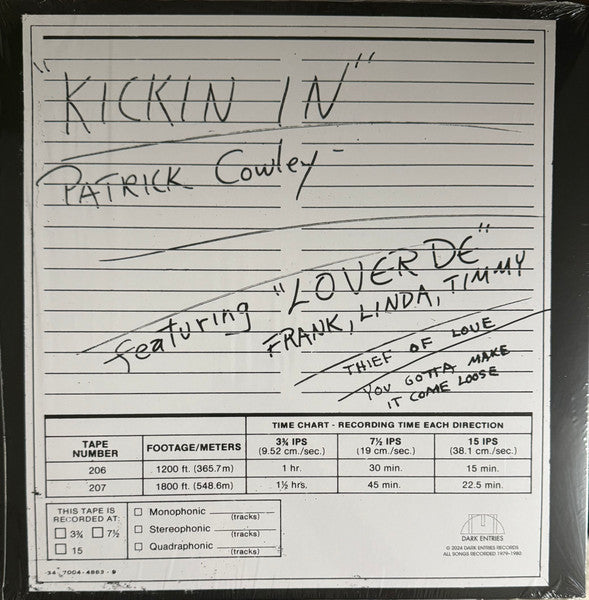 "KICKIN IN"
PATRICK Cowley -
featuring "LOVERDE"
FRANK, LINDA, TIMMY
THIEF OF LOVE
YOU GOTTA MAKE
IT COME LOOSE
TIME CHART - RECORDING TIME EACH DIRECTION
TAPE NUMBER FOOTAGE/METERS 3¾ IPS (9.52 cm./sec.) 7½ IPS (19 cm./sec.) 15 IPS (38.1 cm./sec.)
206 1200 ft. (365.7m) 1 hr. 30 min. 15 min.
207 1800 ft. (548.6m) 1½ hrs. 45 min. 22.5 min.
THIS TAPE IS
RECORDED AT:
☐ 3¾ ☐ 7½
☐ 15
☐ Monophonic (tracks)
☐ Stereophonic (tracks)
☐ Quadraphonic (tracks)
DARK ENTRIES
© 2024 DARK ENTRIES RECORDS
ALL SONGS RECORDED 1979-1980
34-7004-4863-9